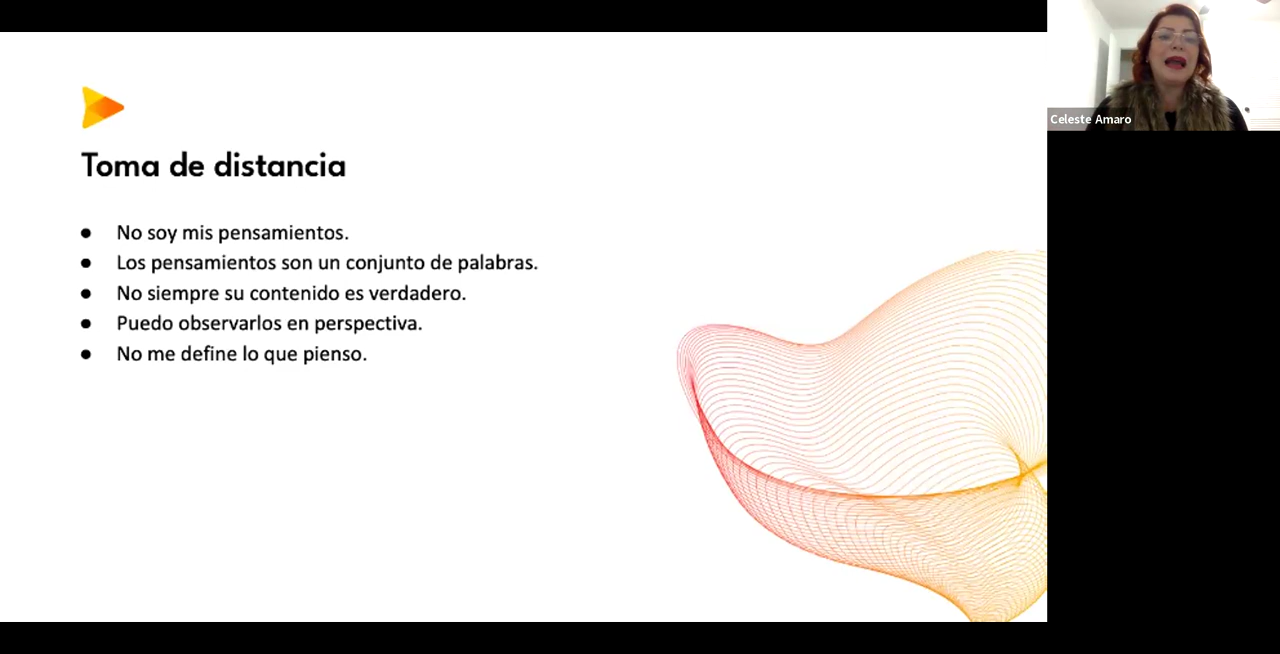 Toma de distancia
● No soy mis pensamientos.
● Los pensamientos son un conjunto de palabras.
● No siempre su contenido es verdadero.
● Puedo observarlos en perspectiva.
● No me define lo que pienso.
Celeste Amaro